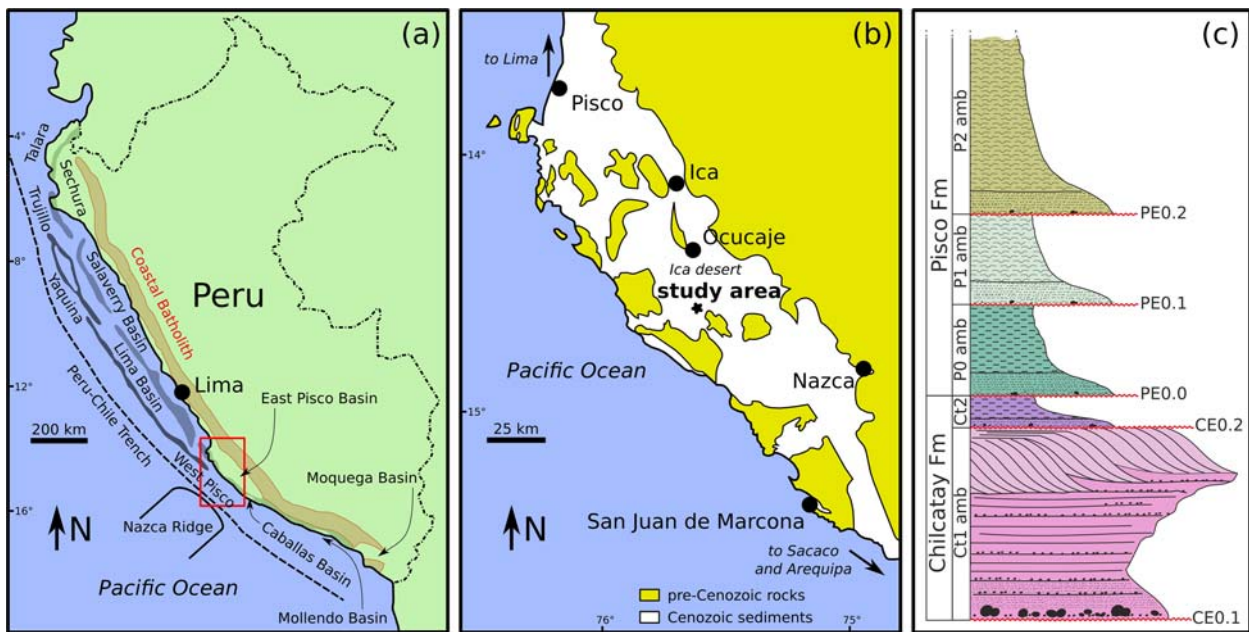 (a)
4°
8°
12°
16°
Talara
Sechura
Trujillo
Yaquina
Salaverry Basin
Lima Basin
Coastal Batholith
Peru
Lima
Peru-Chile Trench
200 km
East Pisco Basin
West Pisco
Moquega Basin
N
Nazca Ridge
Caballas Basin
Pacific Ocean
Mollendo Basin
(b)
to Lima
Pisco
14°
Ica
Ocucaje
Ica desert
study area
Pacific Ocean
Nazca
15°
25 km
San Juan de Marcona
N
to Sacaco
and Arequipa
pre-Cenozoic rocks
Cenozoic sediments
76°
75°
(c)
Pisco Fm
P2 amb
PE0.2
P1 amb
PE0.1
P0 amb
PE0.0
Chilcatay Fm
Ct2
CE0.2
Ct1 amb
CE0.1